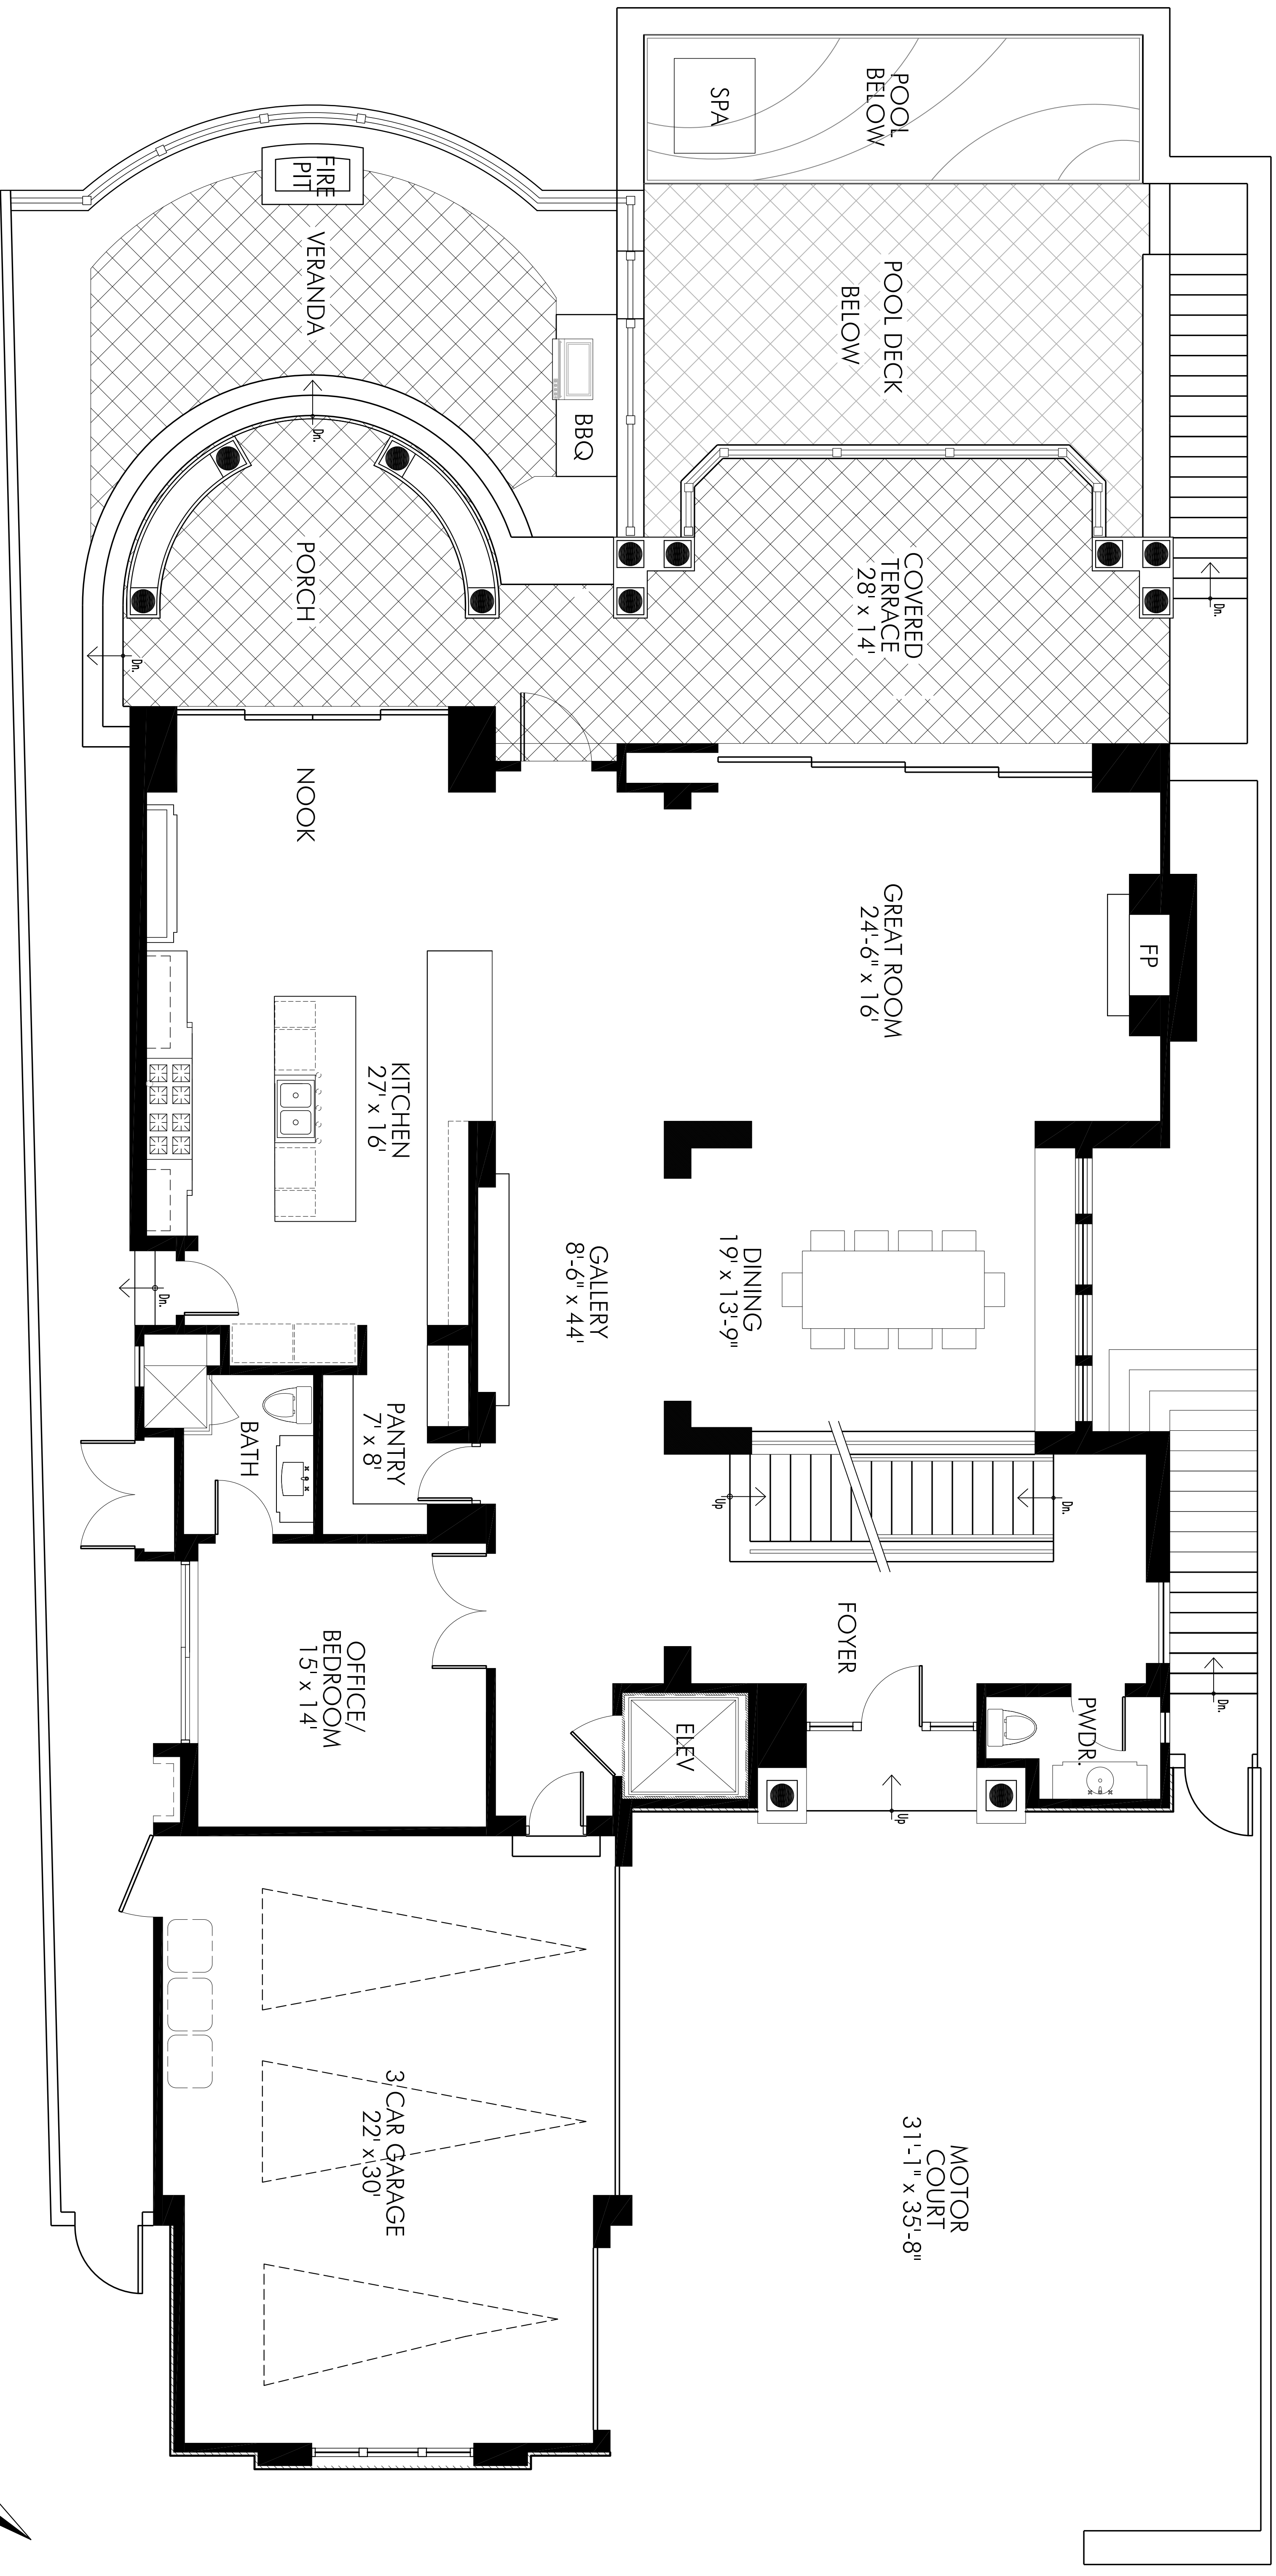 POOL
BELOW
SPA
FIRE
PIT
VERANDA
POOL DECK
BELOW
BBQ
Dn.
PORCH
COVERED
TERRACE
28' x 14'
Dn.
Dn.
NOOK
GREAT ROOM
24'-6" x 16'
FP
KITCHEN
27' x 16'
GALLERY
8'-6" x 44'
DINING
19' x 13'-9"
Dn.
PANTRY
7' x 8'
BATH
Up
Dn.
FOYER
OFFICE/
BEDROOM
15' x 14'
ELEV
PWDR.
Dn.
Up
3 CAR GARAGE
22' x 30'
MOTOR
COURT
31'-1" x 35'-8"